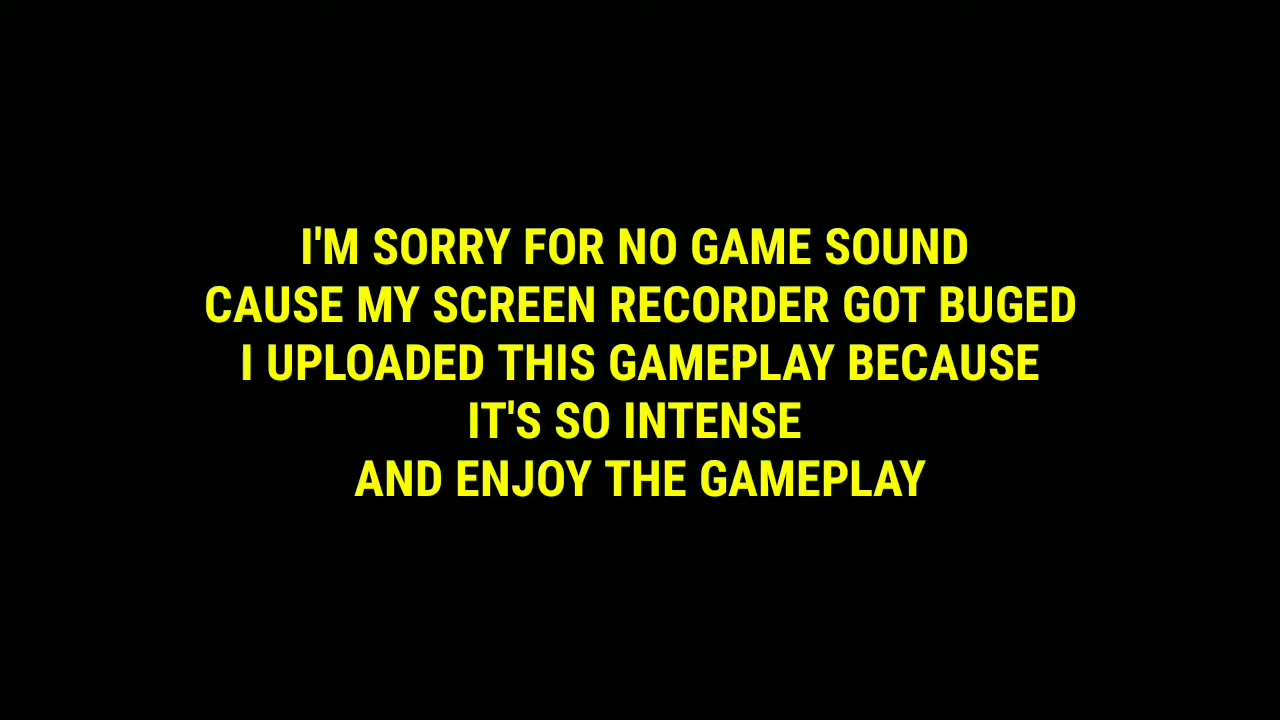 I'M SORRY FOR NO GAME SOUND
CAUSE MY SCREEN RECORDER GOT BUGED
I UPLOADED THIS GAMEPLAY BECAUSE
IT'S SO INTENSE
AND ENJOY THE GAMEPLAY